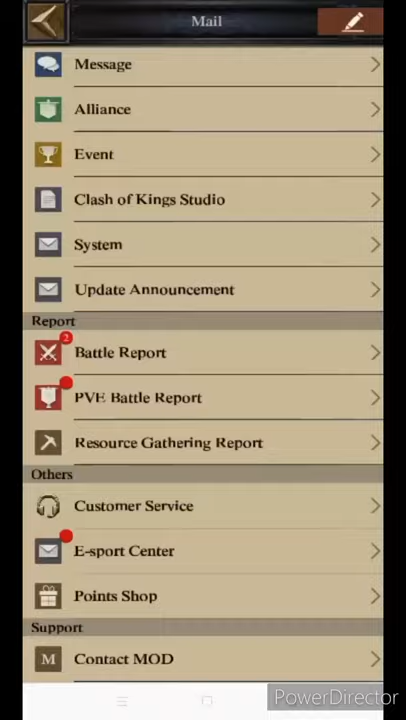 Mail
Message
Alliance
Event
Clash of Kings Studio
System
Update Announcement
Report
2
Battle Report
PVE Battle Report
Resource Gathering Report
Others
Customer Service
E-sport Center
Points Shop
Support
M
Contact MOD
PowerDirector